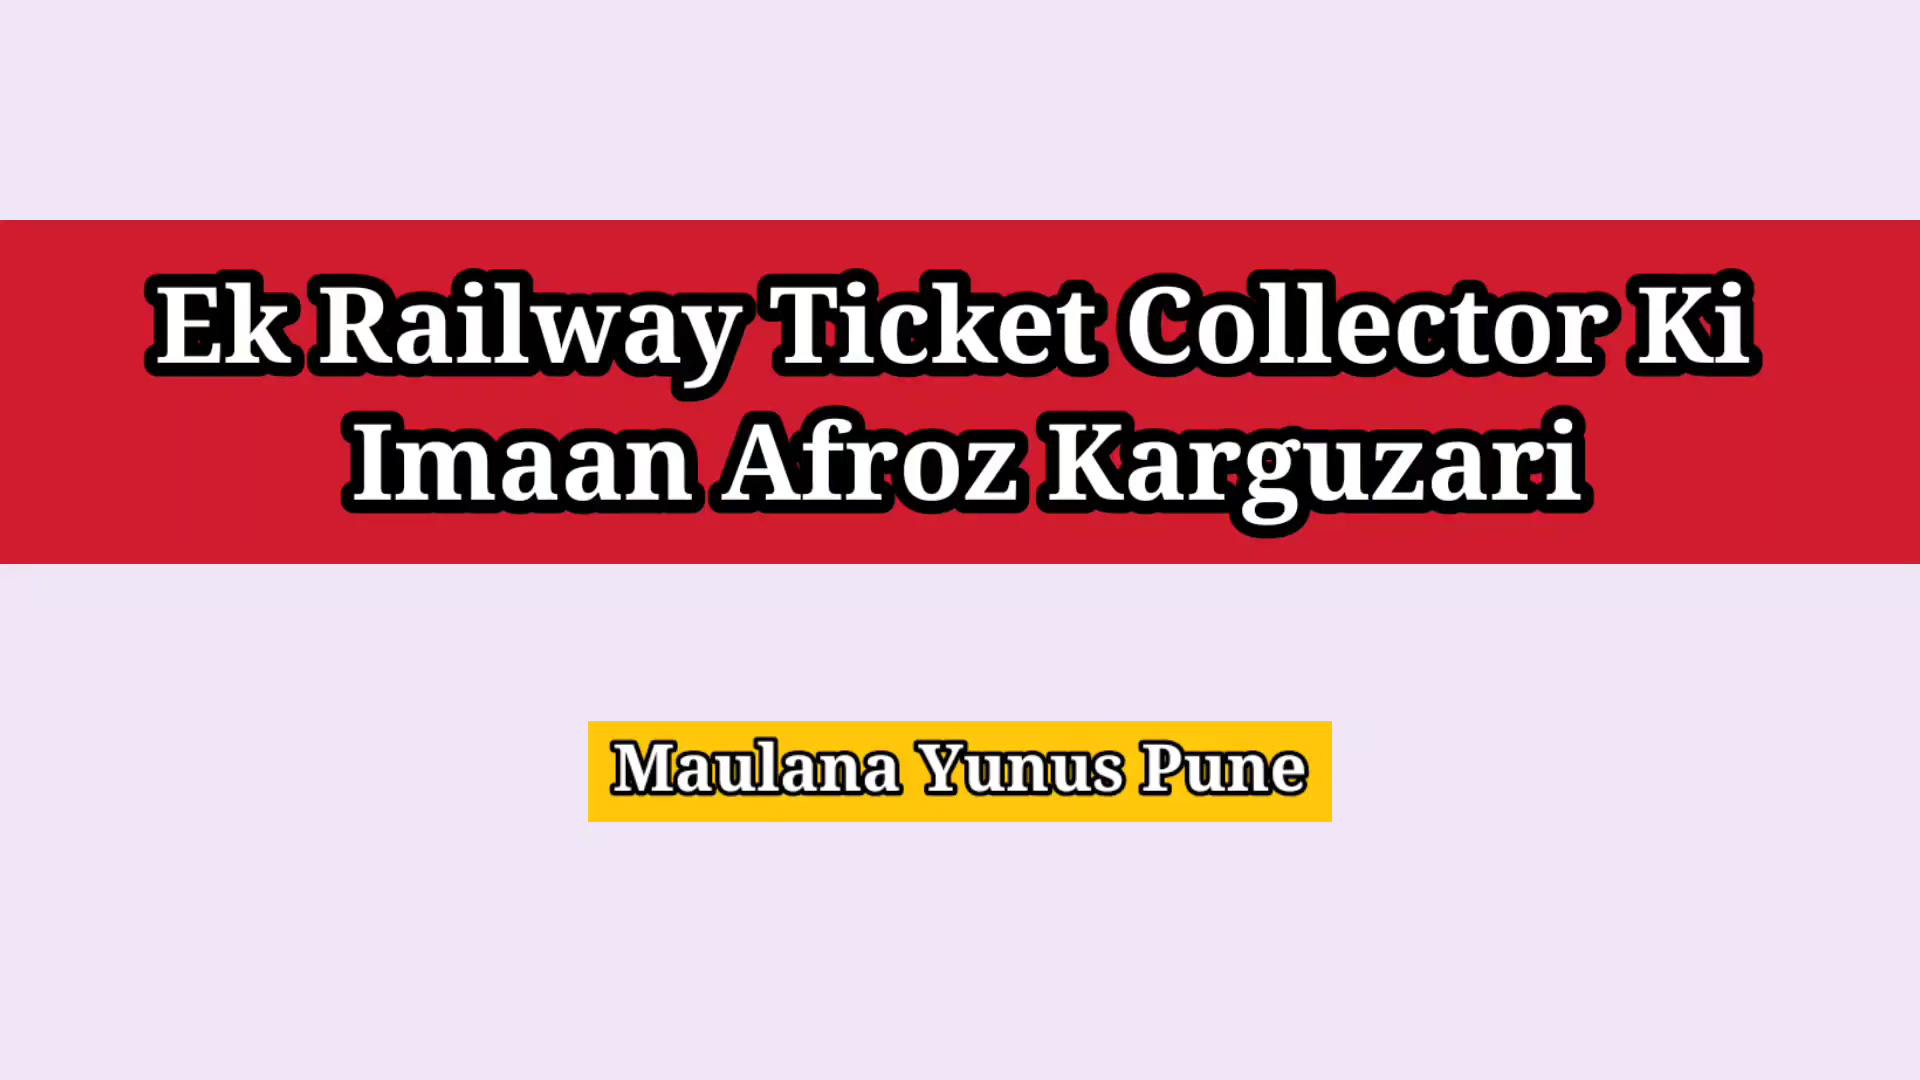 Ek Railway Ticket Collector Ki
Imaan Afroz Karguzari
Maulana Yunus Pune